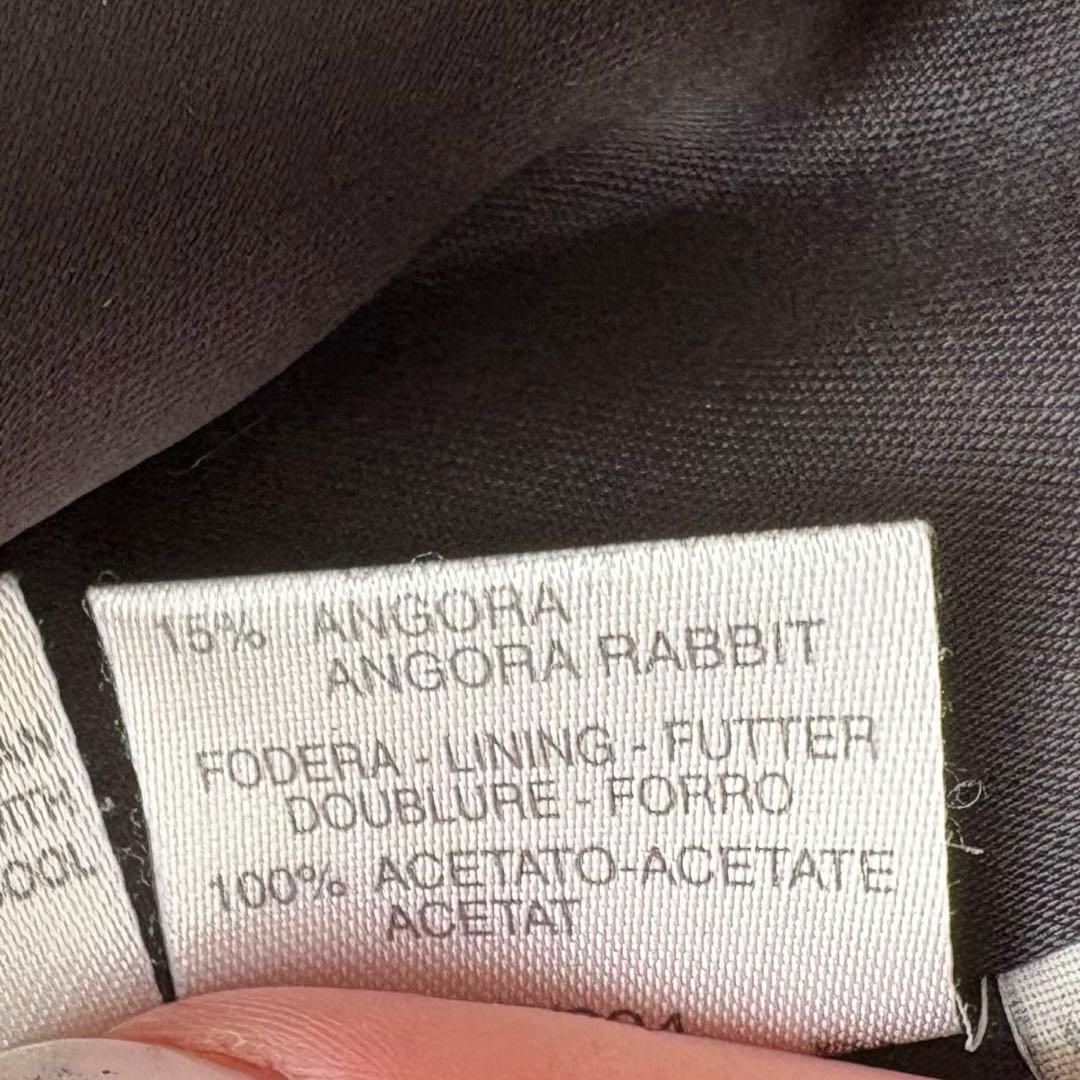 15% ANGORA
ANGORA RABBIT
FODERA - LINING - FUTTER
DOUBLURE - FORRO
100% ACETATO-ACETATE
ACETAT